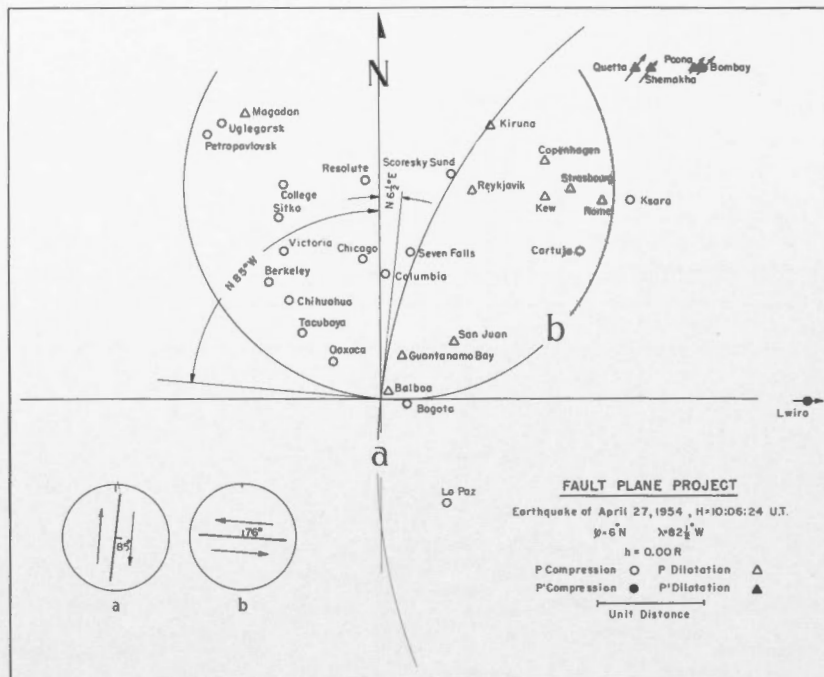 N
Quetta
Poona
Bombay
Shemakha
Magadan
Uglegorsk
Petropavlovsk
Kiruna
Resolute
Scoresky Sund
Copenhagen
Strasbourg
College
N 6½°E
Reykjavik
Kew
Rome
Ksara
Sitka
N 85°W
Victoria
Chicago
Seven Falls
Cartuja
Berkeley
Columbia
Chihuahua
b
Tacubaya
San Juan
Oaxaca
Guantanamo Bay
Balboa
Bogota
Lwiro
a
La Paz
FAULT PLANE PROJECT
Earthquake of April 27, 1954 , H=10:06:24 U.T.
φ=6°N λ=82½°W
h = 0.00R
P Compression P Dilatation
P'Compression P'Dilatation
Unit Distance
85°
76°
a
b